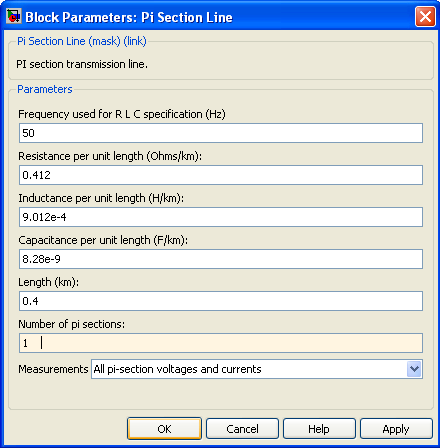 Block Parameters: Pi Section Line
Pi Section Line (mask) (link)
PI section transmission line.
Parameters
Frequency used for R L C specification (Hz)
50
Resistance per unit length (Ohms/km):
0.412
Inductance per unit length (H/km):
9.012e-4
Capacitance per unit length (F/km):
8.28e-9
Length (km):
0.4
Number of pi sections:
1
Measurements All pi-section voltages and currents
OK Cancel Help Apply